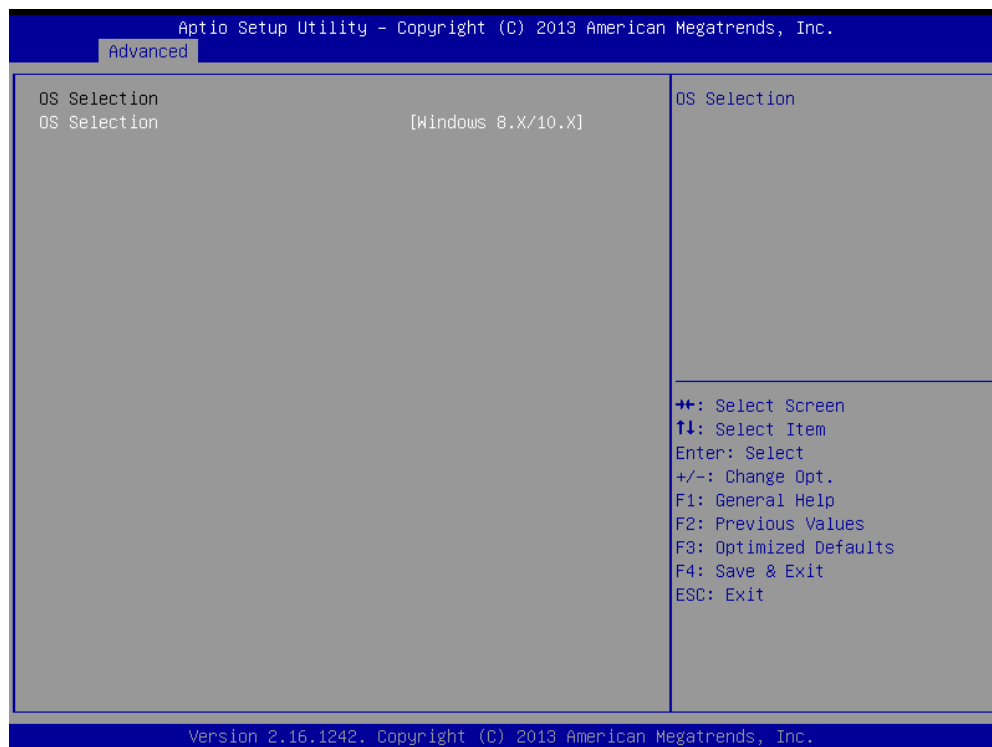 Aptio Setup Utility – Copyright (C) 2013 American Megatrends, Inc.
Advanced
OS Selection
OS Selection [Windows 8.X/10.X]
OS Selection
→←: Select Screen
↑↓: Select Item
Enter: Select
+/-: Change Opt.
F1: General Help
F2: Previous Values
F3: Optimized Defaults
F4: Save & Exit
ESC: Exit
Version 2.16.1242. Copyright (C) 2013 American Megatrends, Inc.